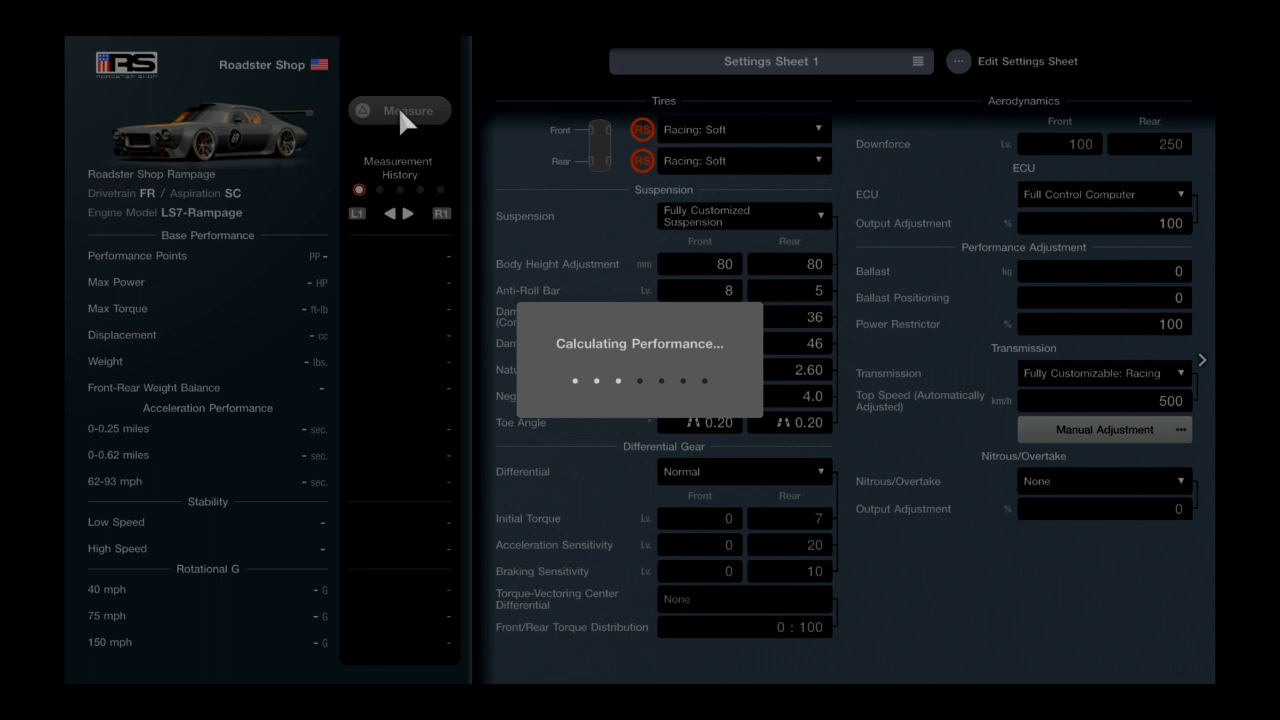 RS
ROADSTER SHOP
Roadster Shop
Roadster Shop Rampage
Drivetrain FR / Aspiration SC
Engine Model LS7-Rampage
Base Performance
Performance Points PP -
Max Power - HP
Max Torque - ft-lb
Displacement - cc
Weight - lbs.
Front-Rear Weight Balance -
Acceleration Performance
0-0.25 miles - sec.
0-0.62 miles - sec.
62-93 mph - sec.
Stability
Low Speed -
High Speed -
Rotational G
40 mph - G
75 mph - G
150 mph - G
Measure
Measurement
History
L1 R1
Settings Sheet 1
Edit Settings Sheet
Tires
Front RS Racing: Soft
Rear RS Racing: Soft
Suspension
Suspension Fully Customized
Suspension
Front Rear
Body Height Adjustment mm 80 80
Anti-Roll Bar Lv. 8 5
Dam
(Cor 36
Dam 46
Natu 2.60
Neg 4.0
Toe Angle ° 0.20 0.20
Calculating Performance...
Differential Gear
Differential Normal
Front Rear
Initial Torque Lv. 0 7
Acceleration Sensitivity Lv. 0 20
Braking Sensitivity Lv. 0 10
Torque-Vectoring Center
Differential None
Front/Rear Torque Distribution 0 : 100
Aerodynamics
Front Rear
Downforce Lv. 100 250
ECU
ECU Full Control Computer
Output Adjustment % 100
Performance Adjustment
Ballast kg 0
Ballast Positioning 0
Power Restrictor % 100
Transmission
Transmission Fully Customizable: Racing
Top Speed (Automatically
Adjusted) km/h 500
Manual Adjustment
Nitrous/Overtake
Nitrous/Overtake None
Output Adjustment % 0